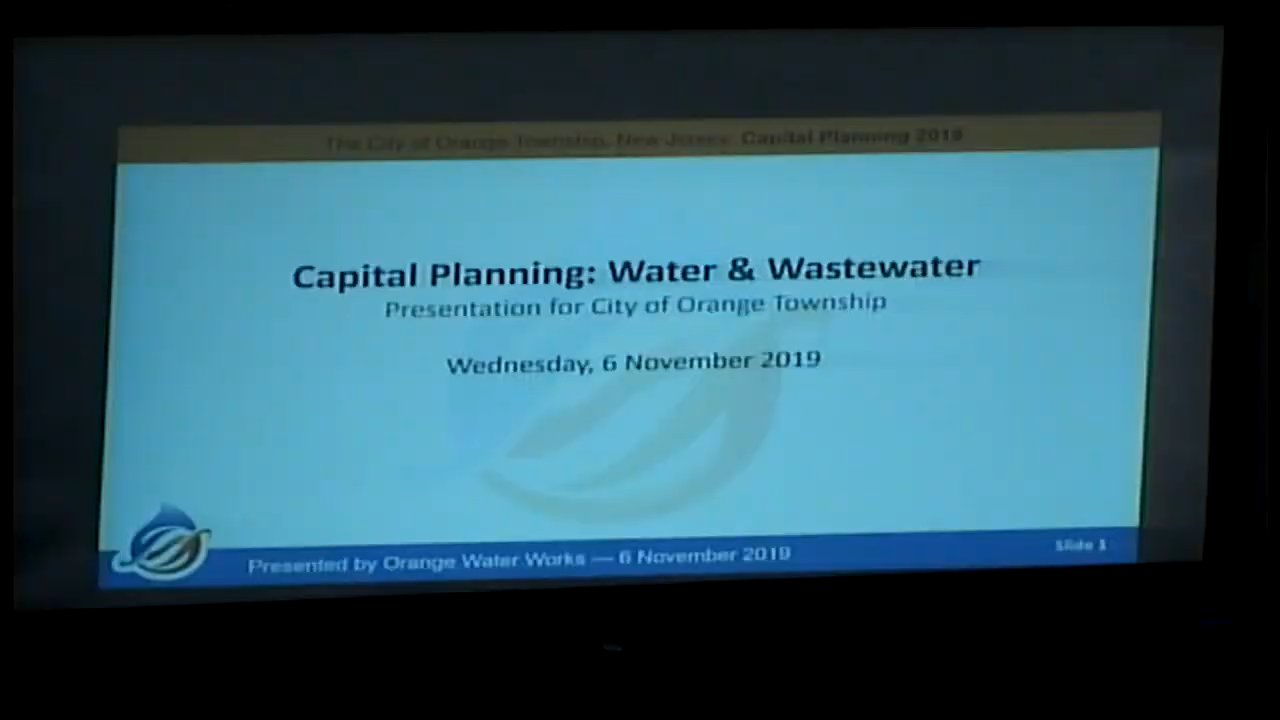 The City of Orange Township, New Jersey: Capital Planning 2019
Capital Planning: Water & Wastewater
Presentation for City of Orange Township
Wednesday, 6 November 2019
Presented by Orange Water Works — 6 November 2019
Slide 1